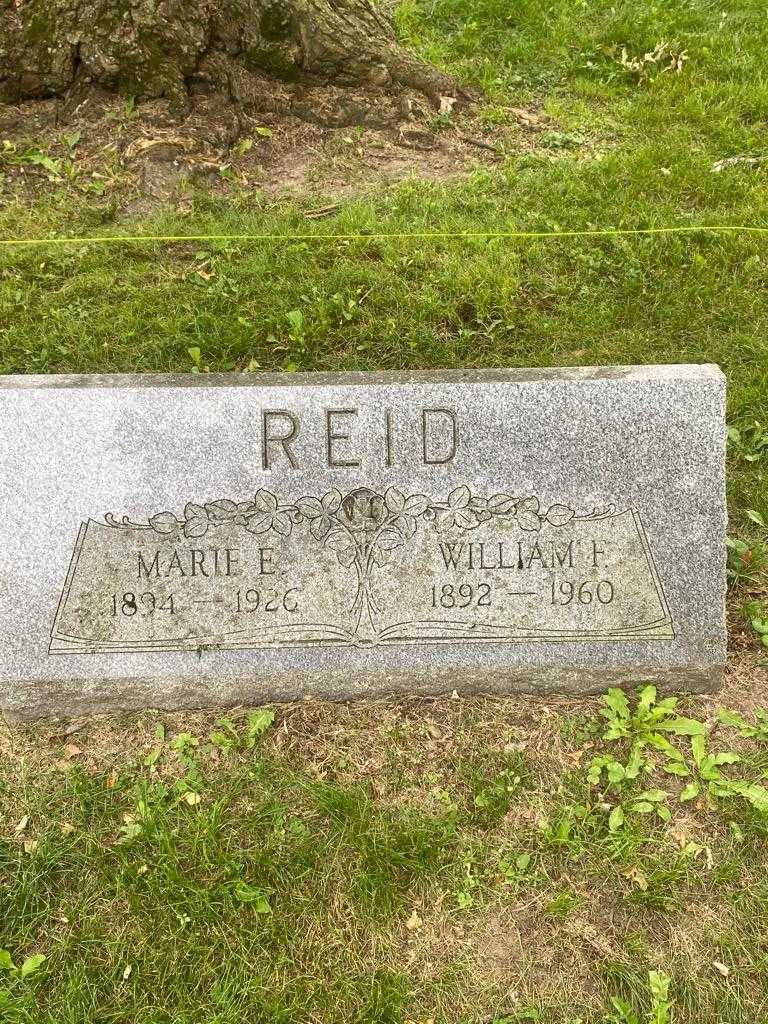 REID
MARIE E.
1894 — 1926
WILLIAM F.
1892 — 1960